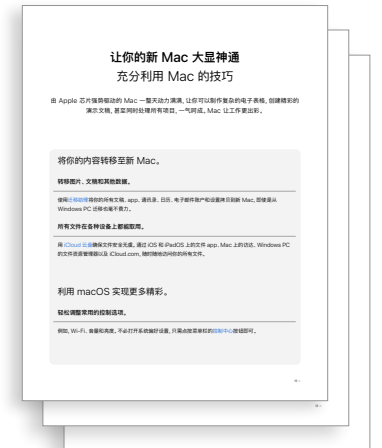 让你的新 Mac 大显神通
充分利用 Mac 的技巧
由 Apple 芯片强势驱动的 Mac 一整天动力满满, 让你可以制作复杂的电子表格, 创建精彩的
演示文稿, 甚至同时处理所有项目, 一气呵成。Mac 让工作更出彩。
将你的内容转移至新 Mac。
转移图片、文稿和其他数据。
使用迁移助理将你的所有文稿、app、通讯录、日历、电子邮件账户和设置拷贝到新 Mac, 即使是从
Windows PC 迁移也毫不费力。
所有文件在各种设备上都能取用。
用 iCloud 云盘确保文件安全无虞。通过 iOS 和 iPadOS 上的文件 app、Mac 上的访达、Windows PC
的文件资源管理器以及 iCloud.com, 随时随地访问你的所有文件。
利用 macOS 实现更多精彩。
轻松调整常用的控制选项。
例如, Wi-Fi、音量和亮度。不必打开系统偏好设置, 只需点按菜单栏的控制中心按钮即可。